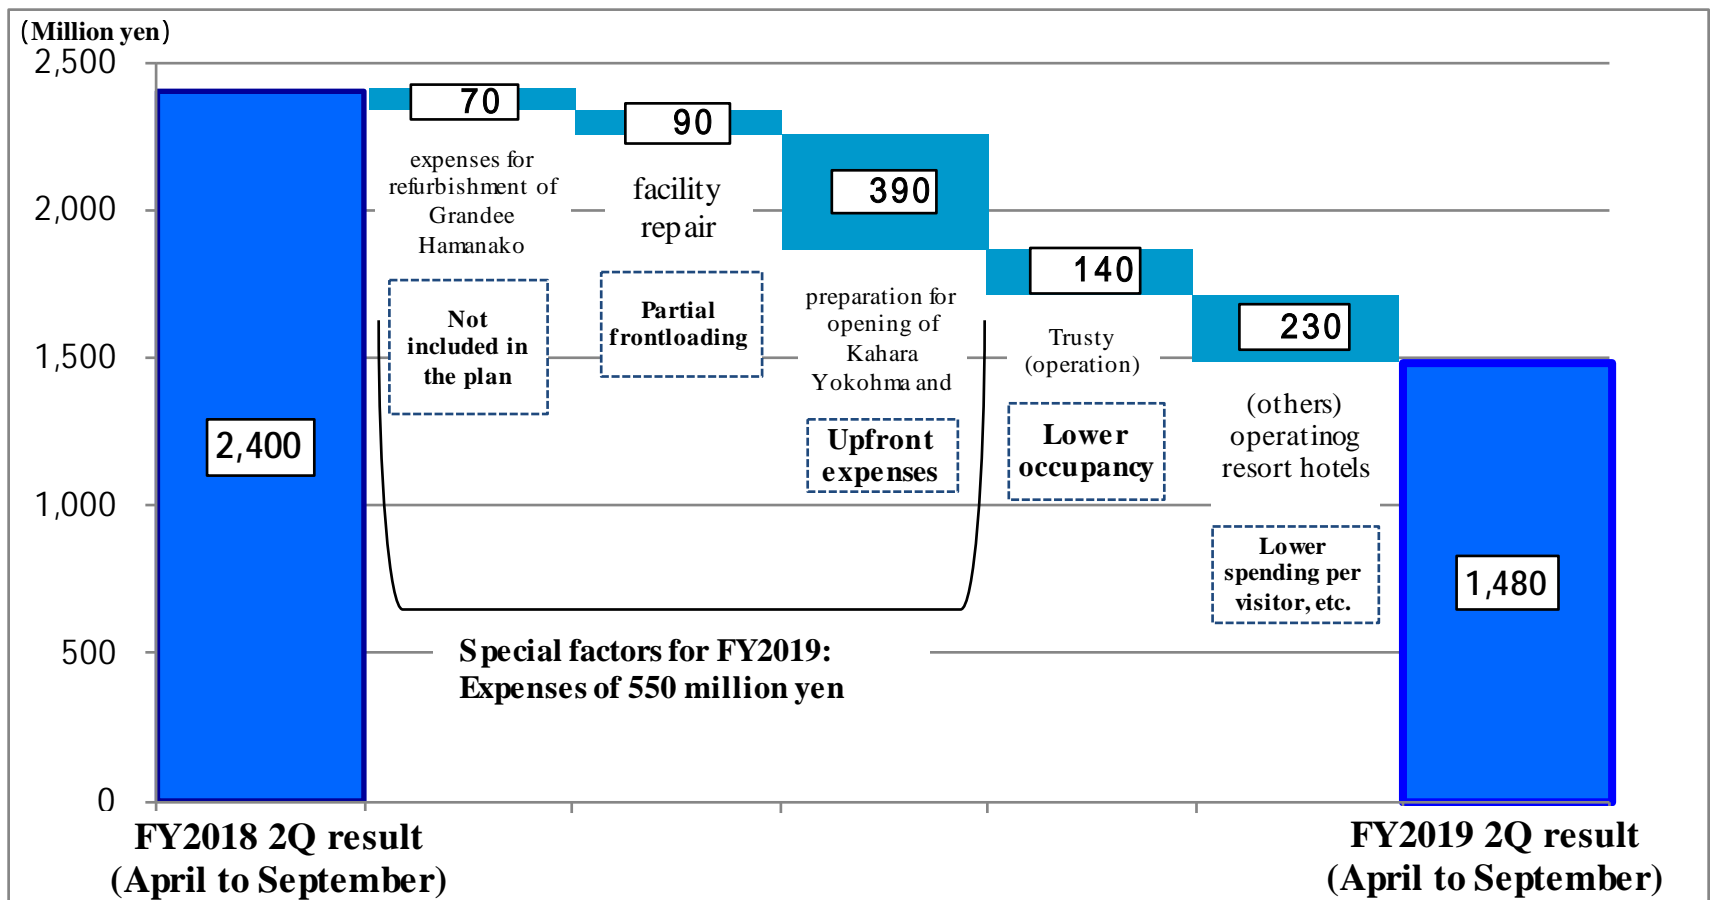 (Million yen)
2,500
2,000
1,500
1,000
500
0
2,400
70
expenses for
refurbishment of
Grandee
Hamanako
Not
included in
the plan
90
facility
repair
Partial
frontloading
390
preparation for
opening of
Kahara
Yokohma and
Upfront
expenses
140
Trusty
(operation)
Lower
occupancy
230
(others)
operatinog
resort hotels
Lower
spending per
visitor, etc.
1,480
Special factors for FY2019:
Expenses of 550 million yen
FY2018 2Q result
(April to September)
FY2019 2Q result
(April to September)